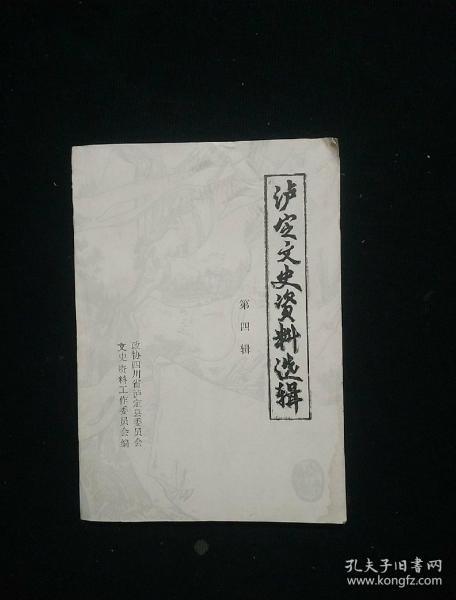 泸定文史资料选辑
第四辑
政协四川省泸定县委员会
文史资料工作委员会编
孔夫子旧书网
www.kongfz.com